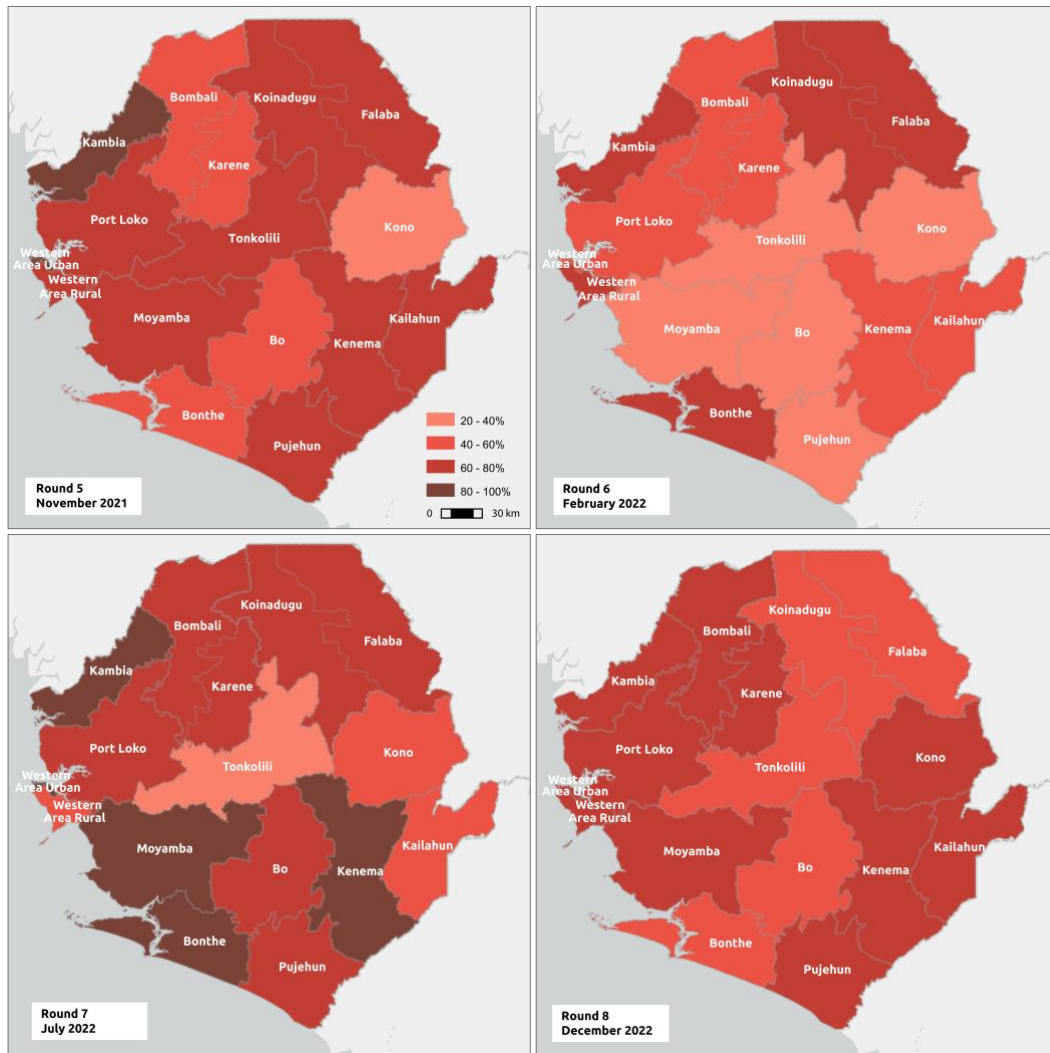 Bombali
Koinadugu
Falaba
Kambia
Karene
Port Loko
Kono
Tonkolili
Western
Area Urban
Western
Area Rural
Moyamba
Bo
Kenema
Kailahun
Bonthe
Pujehun
20 - 40%
40 - 60%
60 - 80%
80 - 100%
0 30 km
Round 5
November 2021
Koinadugu
Bombali
Falaba
Kambia
Karene
Port Loko
Kono
Tonkolili
Western
Area Urban
Western
Area Rural
Moyamba
Bo
Kenema
Kailahun
Bonthe
Pujehun
Round 6
February 2022
Koinadugu
Bombali
Falaba
Kambia
Karene
Port Loko
Kono
Tonkolili
Western
Area Urban
Western
Area Rural
Moyamba
Bo
Kenema
Kailahun
Bonthe
Pujehun
Round 7
July 2022
Koinadugu
Bombali
Falaba
Kambia
Karene
Port Loko
Kono
Tonkolili
Western
Area Urban
Western
Area Rural
Moyamba
Bo
Kenema
Kailahun
Bonthe
Pujehun
Round 8
December 2022